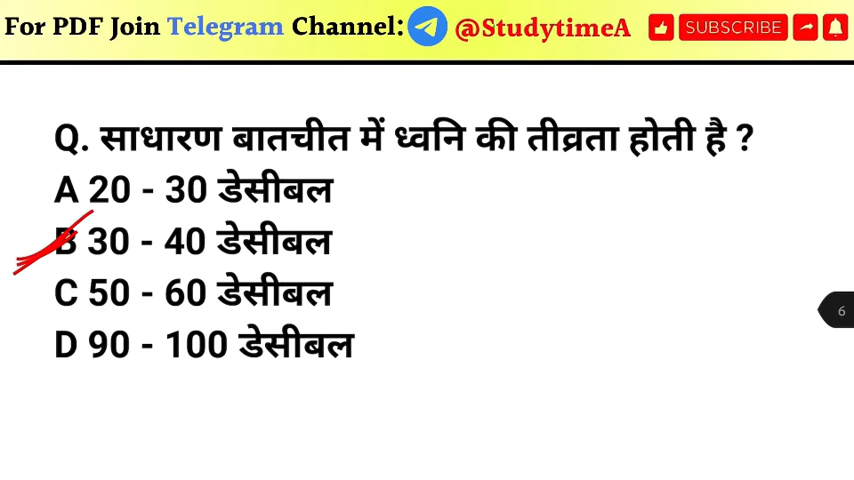 For PDF Join Telegram Channel: @StudytimeA SUBSCRIBE
Q. साधारण बातचीत में ध्वनि की तीव्रता होती है ?
A 20 - 30 डेसीबल
B 30 - 40 डेसीबल
C 50 - 60 डेसीबल
6
D 90 - 100 डेसीबल